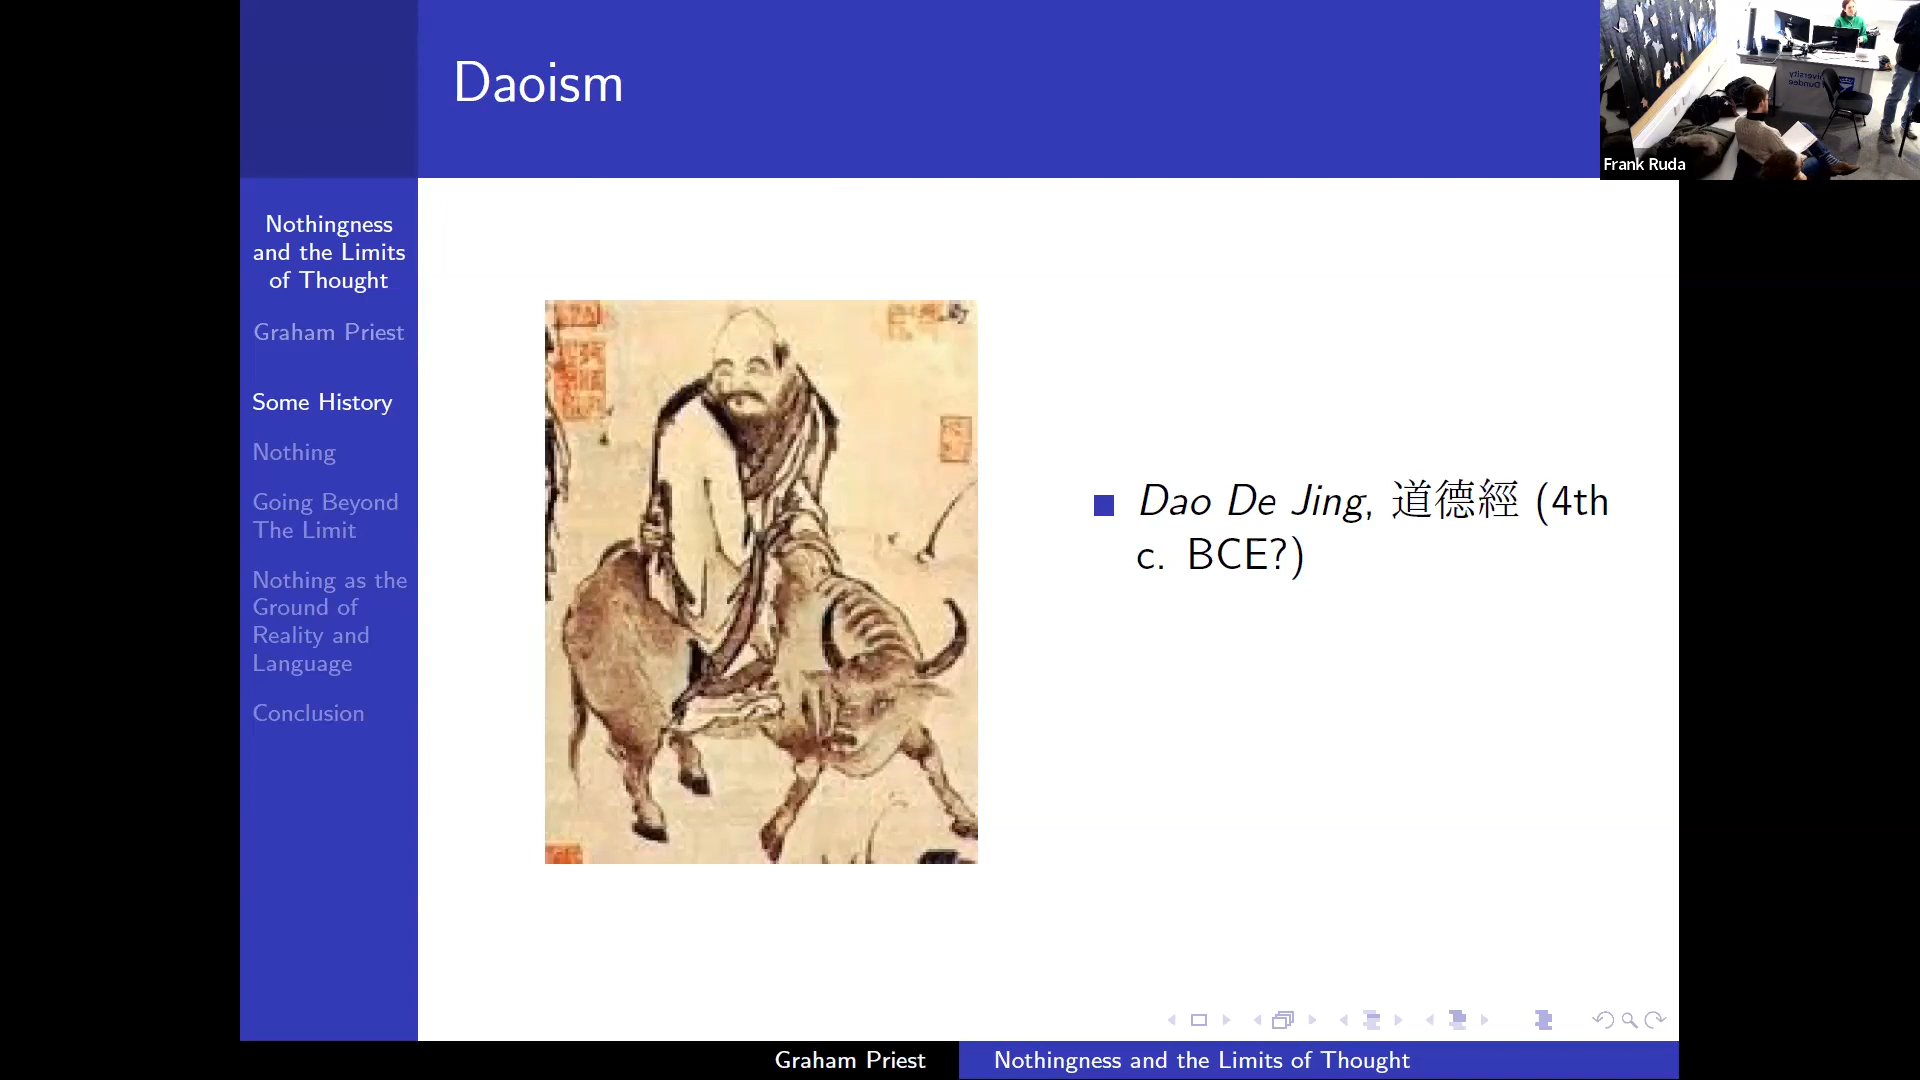 Daoism
Nothingness
and the Limits
of Thought
Graham Priest
Some History
Nothing
Going Beyond
The Limit
Nothing as the
Ground of
Reality and
Language
Conclusion
Dao De Jing, 道德經 (4th
c. BCE?)
Frank Ruda
Graham Priest
Nothingness and the Limits of Thought